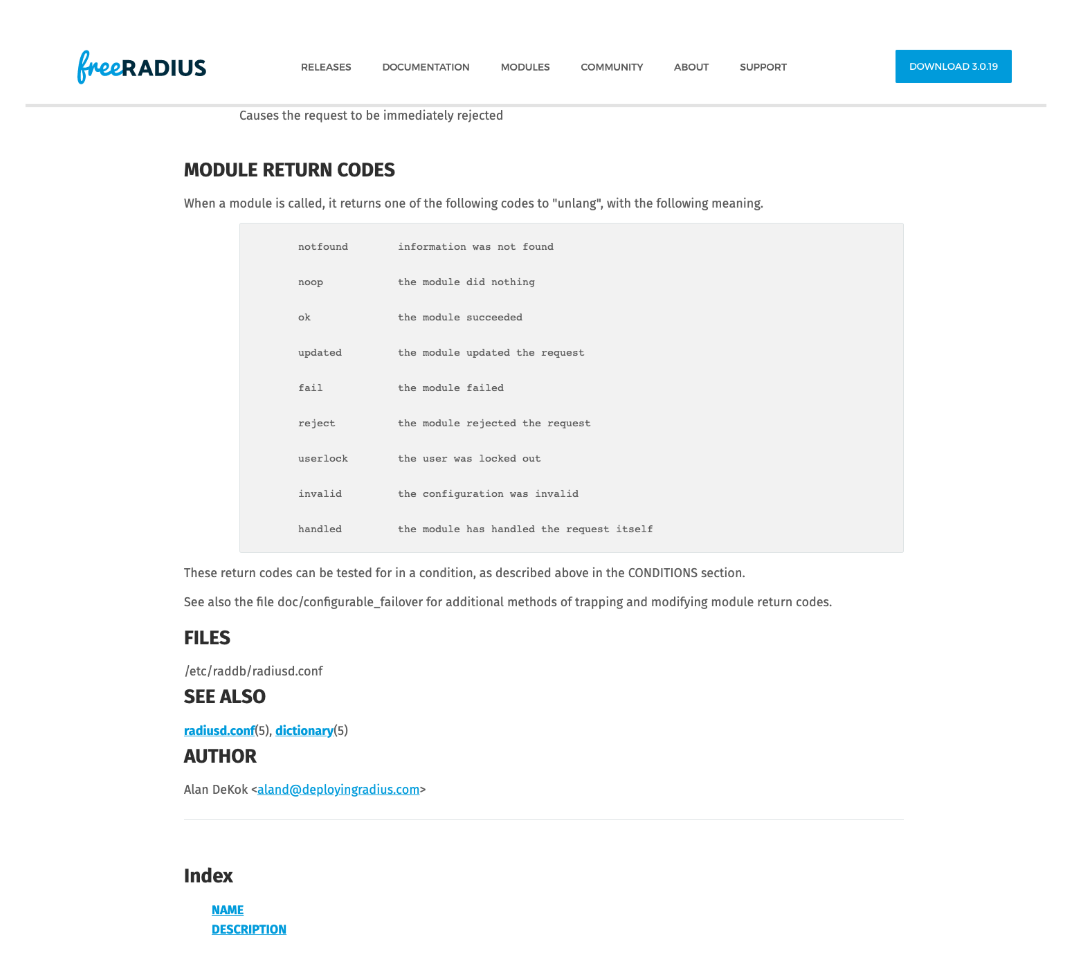 freeRADIUS RELEASES DOCUMENTATION MODULES COMMUNITY ABOUT SUPPORT DOWNLOAD 3.0.19
Causes the request to be immediately rejected
MODULE RETURN CODES
When a module is called, it returns one of the following codes to "unlang", with the following meaning.
notfound information was not found
noop the module did nothing
ok the module succeeded
updated the module updated the request
fail the module failed
reject the module rejected the request
userlock the user was locked out
invalid the configuration was invalid
handled the module has handled the request itself
These return codes can be tested for in a condition, as described above in the CONDITIONS section.
See also the file doc/configurable_failover for additional methods of trapping and modifying module return codes.
FILES
/etc/raddb/radiusd.conf
SEE ALSO
radiusd.conf(5), dictionary(5)
AUTHOR
Alan DeKok <aland@deployingradius.com>
Index
NAME
DESCRIPTION